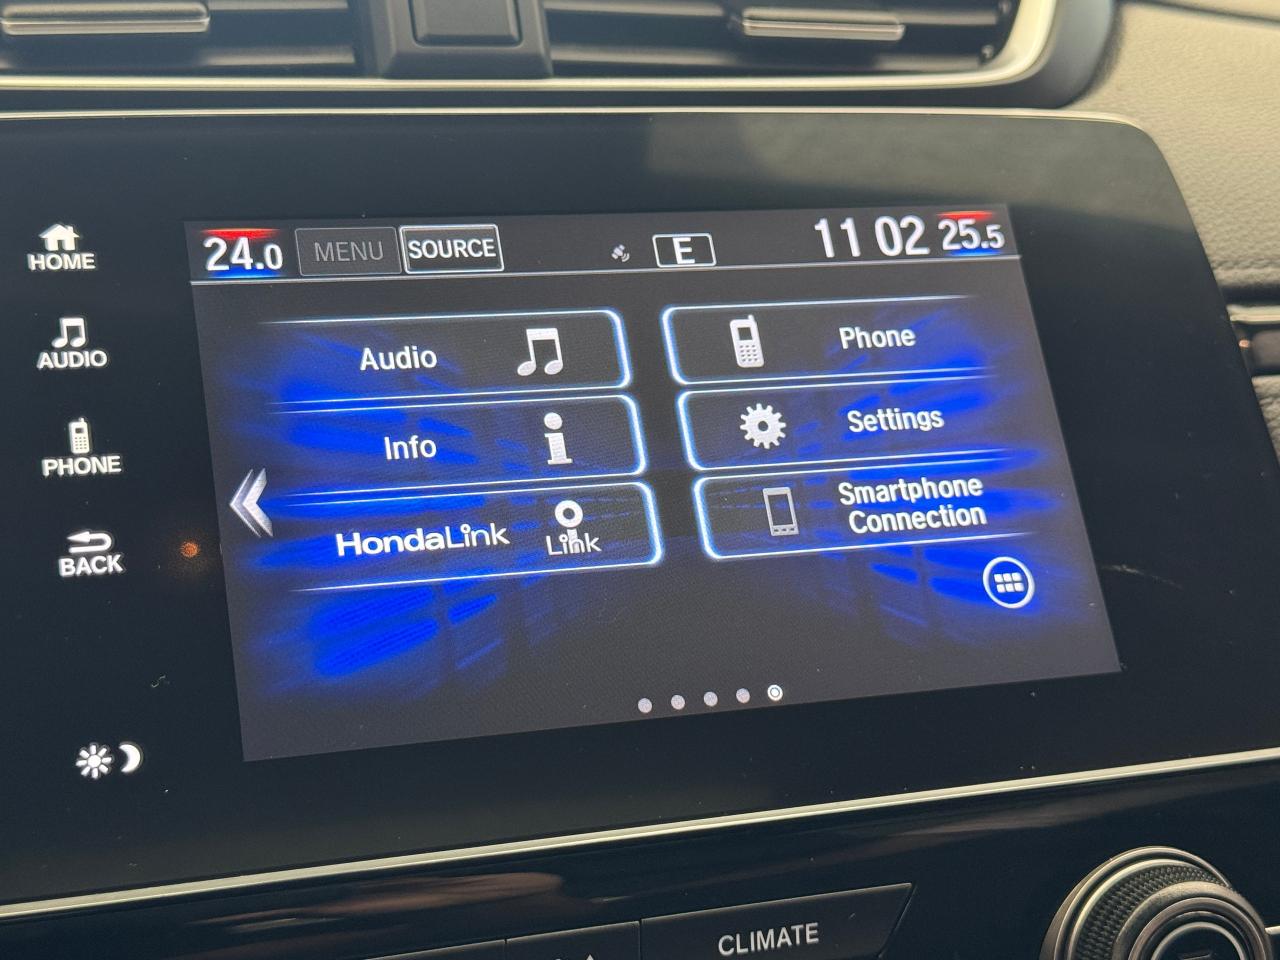 24.0 MENU SOURCE E 11 02 25.5
HOME
AUDIO
PHONE
BACK
Audio
Phone
Info
Settings
HondaLink Link
Smartphone
Connection
CLIMATE